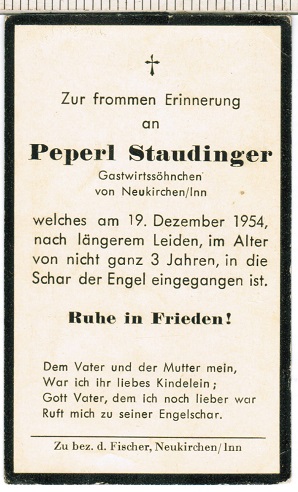 Zur frommen Erinnerung
an
Peperl Staudinger
Gastwirtssöhnchen
von Neukirchen/Inn
welches am 19. Dezember 1954,
nach längerem Leiden, im Alter
von nicht ganz 3 Jahren, in die
Schar der Engel eingegangen ist.
Ruhe in Frieden!
Dem Vater und der Mutter mein,
War ich ihr liebes Kindelein;
Gott Vater, dem ich noch lieber war
Ruft mich zu seiner Engelschar.
Zu bez. d. Fischer, Neukirchen/Inn